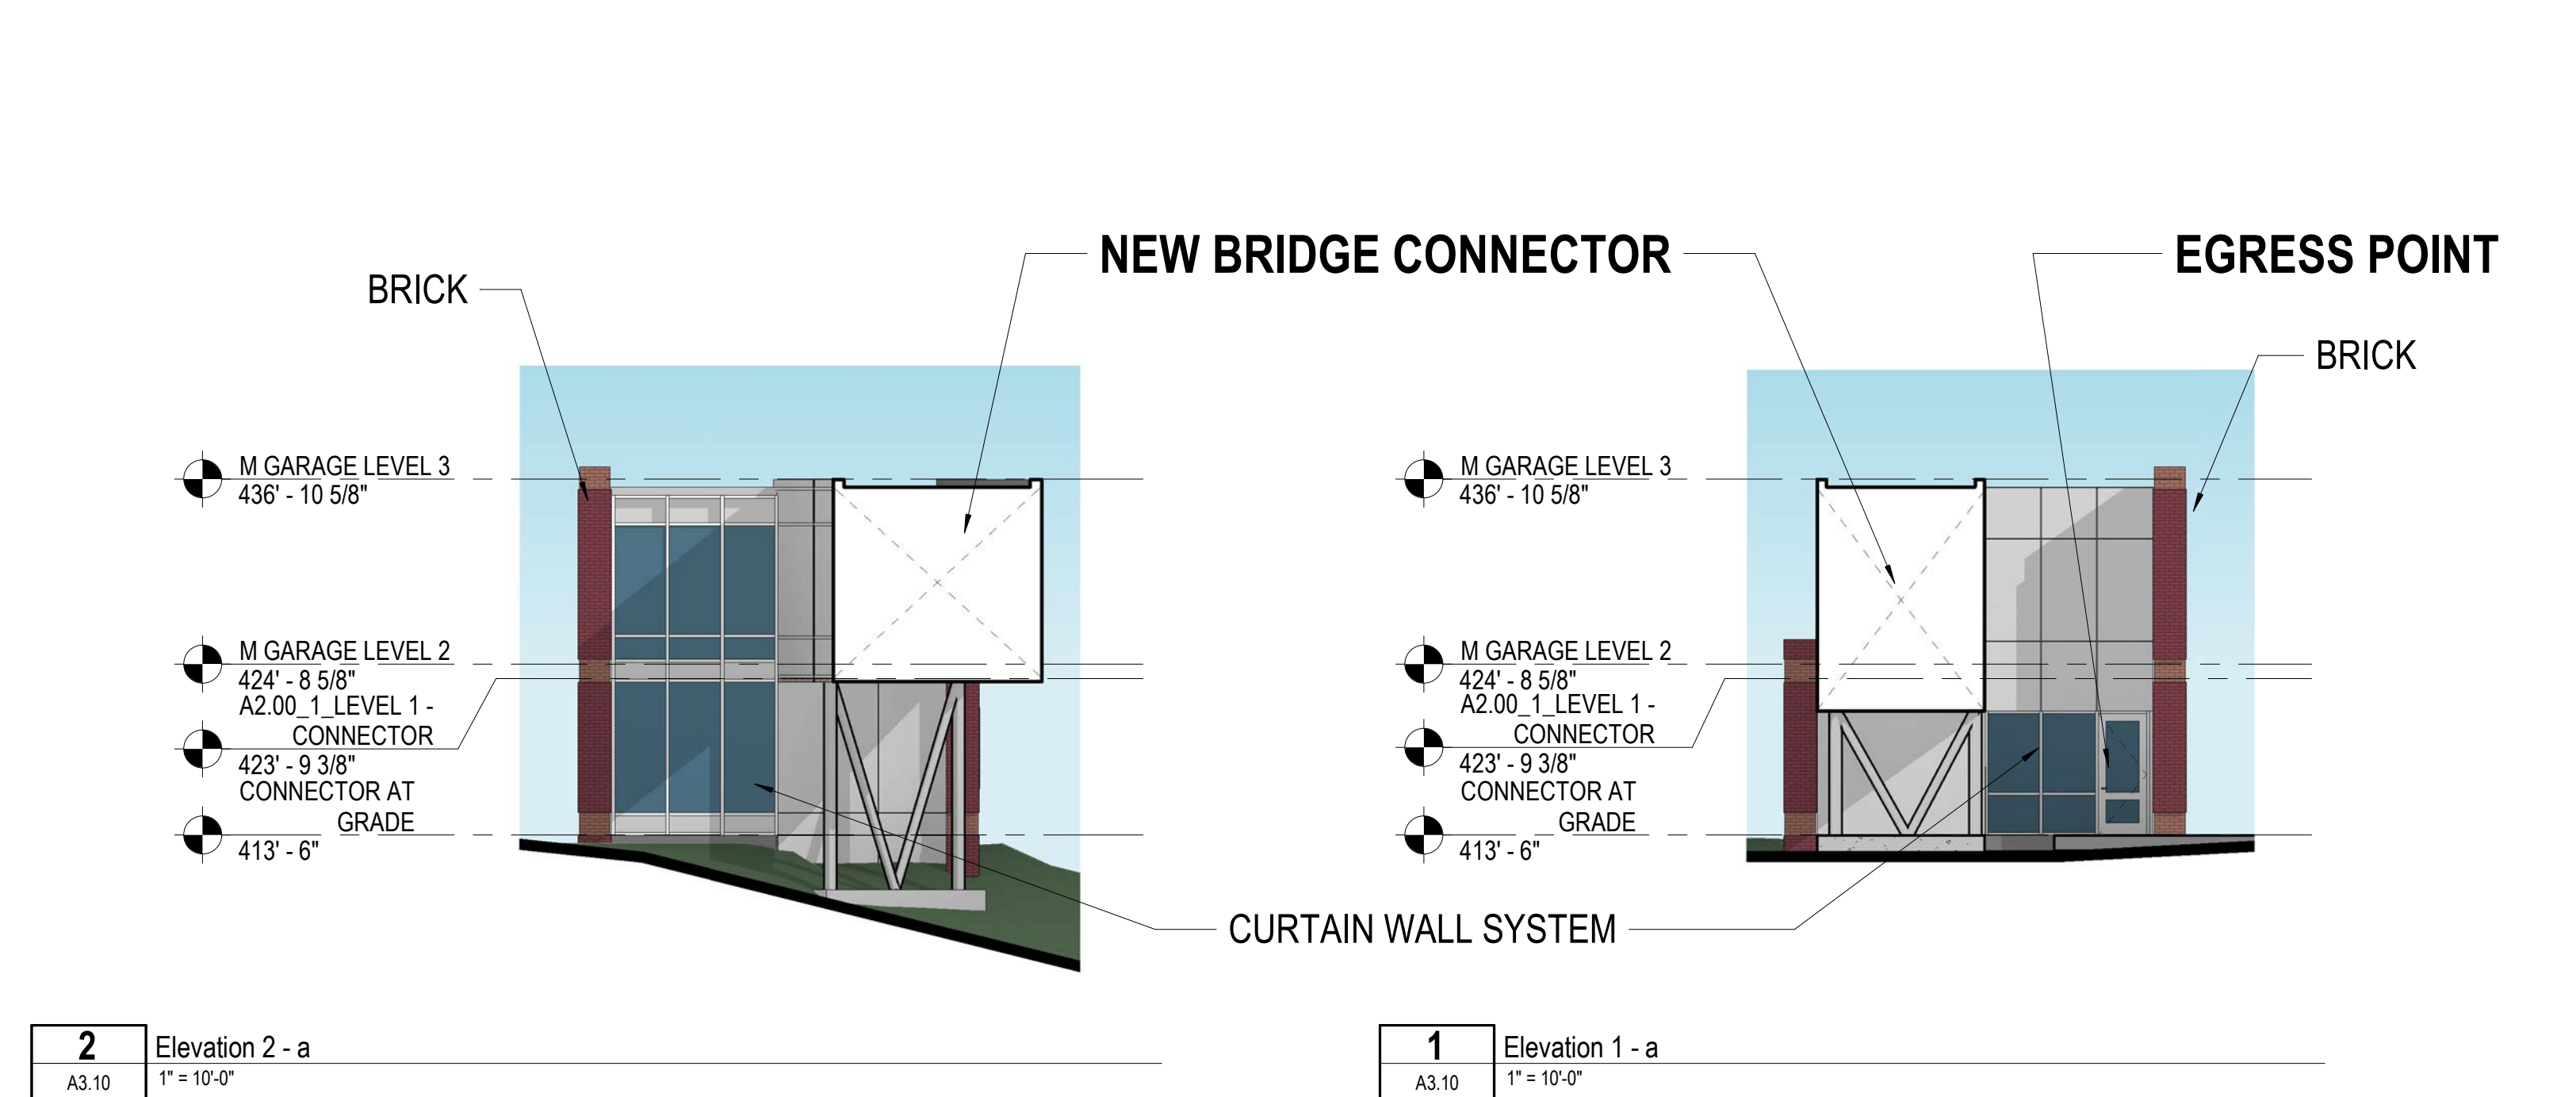 NEW BRIDGE CONNECTOR
EGRESS POINT
BRICK
BRICK
M GARAGE LEVEL 3
436' - 10 5/8"
M GARAGE LEVEL 2
424' - 8 5/8"
A2.00_1_LEVEL 1 -
CONNECTOR
423' - 9 3/8"
CONNECTOR AT
GRADE
413' - 6"
M GARAGE LEVEL 3
436' - 10 5/8"
M GARAGE LEVEL 2
424' - 8 5/8"
A2.00_1_LEVEL 1 -
CONNECTOR
423' - 9 3/8"
CONNECTOR AT
GRADE
413' - 6"
CURTAIN WALL SYSTEM
2
Elevation 2 - a
A3.10
1" = 10'-0"
1
Elevation 1 - a
A3.10
1" = 10'-0"